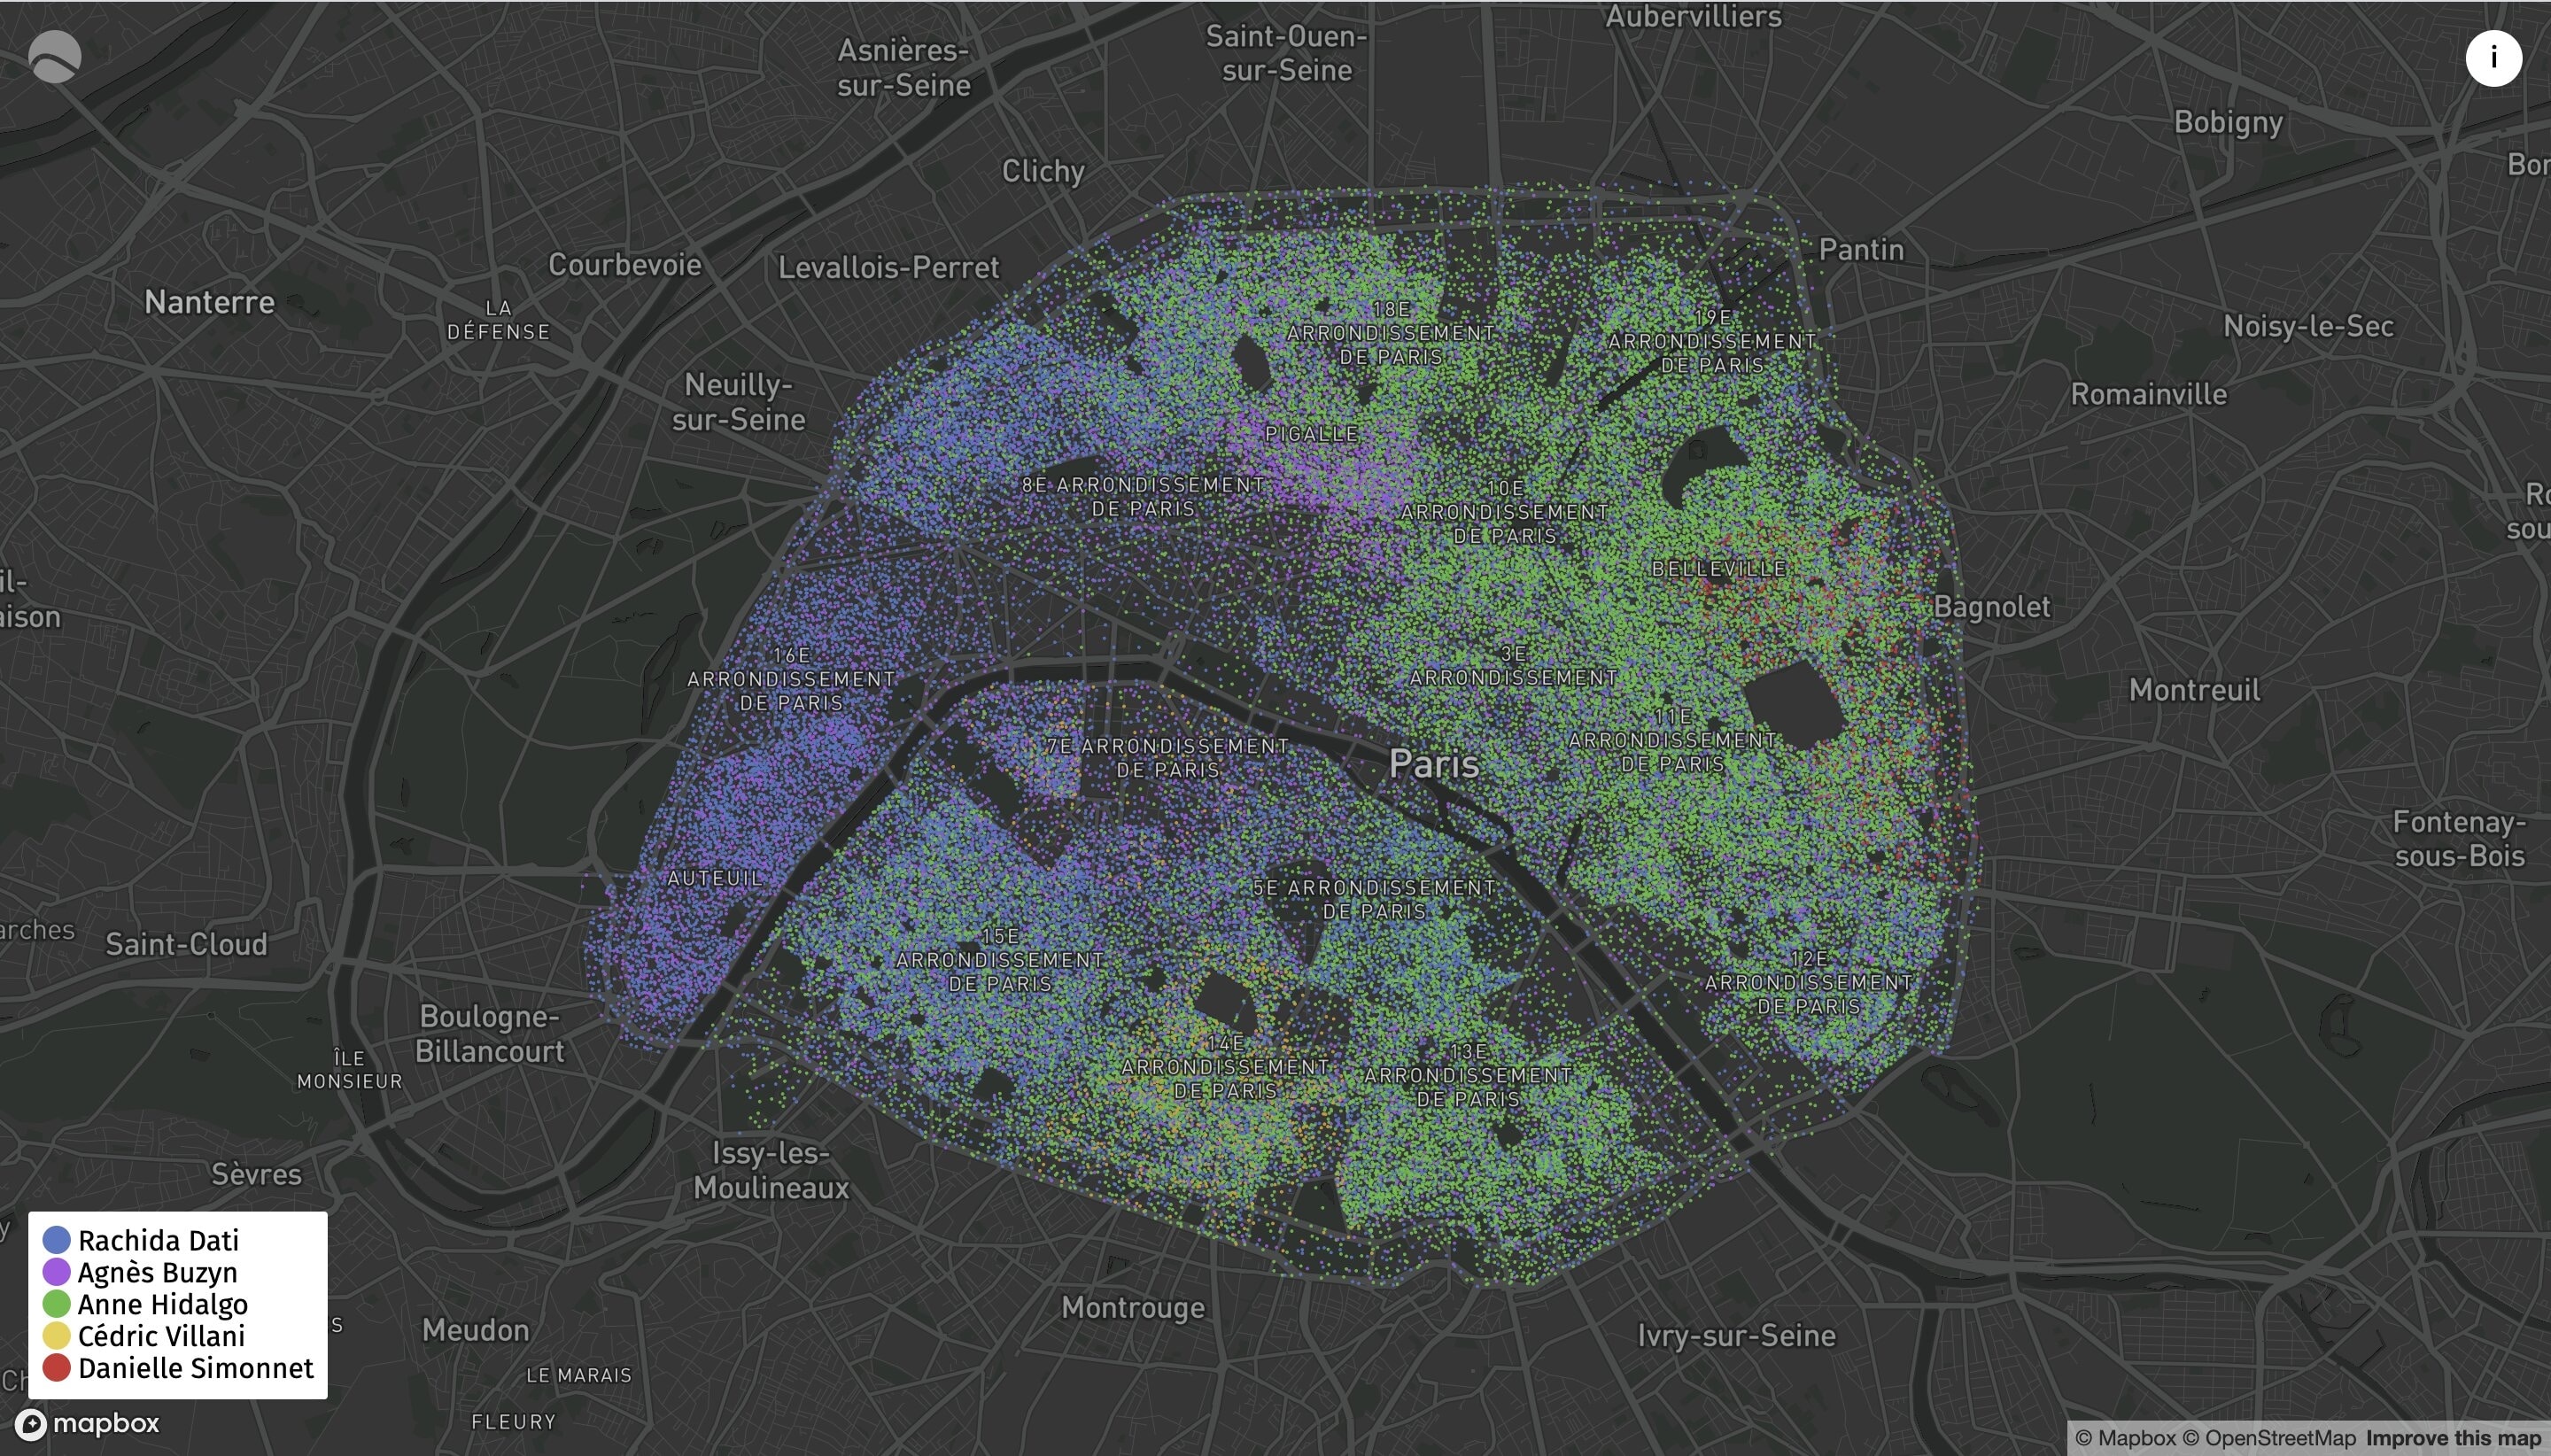 Aubervilliers
Asnières-
sur-Seine
Saint-Ouen-
sur-Seine
i
Bobigny
Bon
Clichy
Courbevoie
Levallois-Perret
Pantin
Nanterre
LA
DÉFENSE
18E
ARRONDISSEMENT
DE PARIS
19E
ARRONDISSEMENT
DE PARIS
Noisy-le-Sec
Neuilly-
sur-Seine
Romainville
PIGALLE
8E ARRONDISSEMENT
DE PARIS
10E
ARRONDISSEMENT
DE PARIS
Ro
sou
BELLEVILLE
il-
aison
Bagnolet
16E
ARRONDISSEMENT
DE PARIS
3E
ARRONDISSEMENT
Montreuil
7E ARRONDISSEMENT
DE PARIS
11E
ARRONDISSEMENT
DE PARIS
Paris
Fontenay-
sous-Bois
AUTEUIL
5E ARRONDISSEMENT
DE PARIS
arches
Saint-Cloud
15E
ARRONDISSEMENT
DE PARIS
12E
ARRONDISSEMENT
DE PARIS
Boulogne-
Billancourt
ÎLE
MONSIEUR
14E
ARRONDISSEMENT
DE PARIS
13E
ARRONDISSEMENT
DE PARIS
Sèvres
Issy-les-
Moulineaux
y
Rachida Dati
Agnès Buzyn
Anne Hidalgo
Cédric Villani
Danielle Simonnet
S
Ch
Meudon
Montrouge
Ivry-sur-Seine
LE MARAIS
FLEURY
mapbox
© Mapbox © OpenStreetMap Improve this map